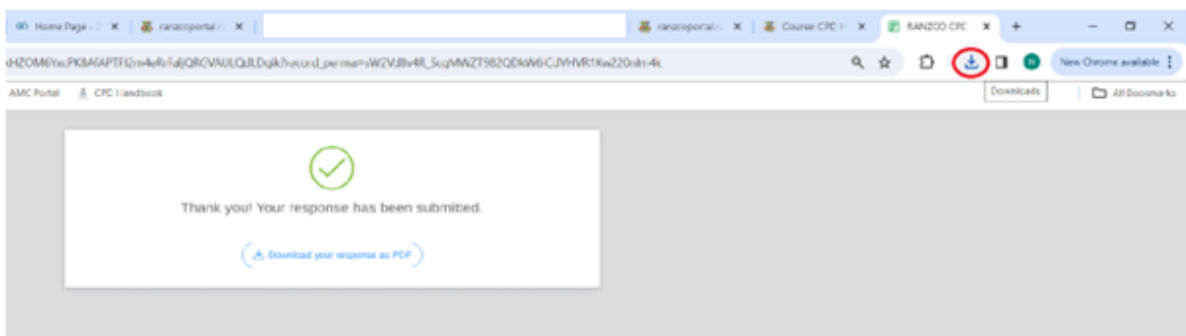 Home Page -
ranzcoportal
ranzcoportal
Course: CPC H
RANZCO CPC
New Chrome available
AMC Portal
CPC Handbook
Downloads
All Bookmarks
Thank you! Your response has been submitted.
Download your response as PDF